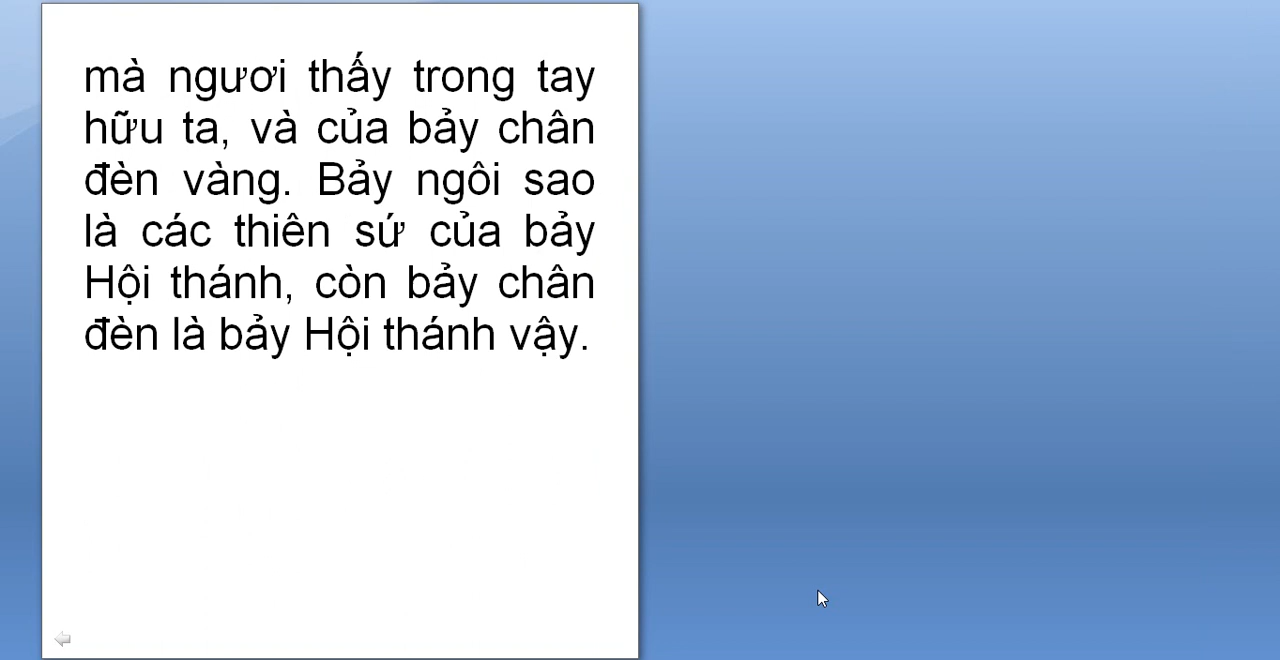 mà ngươi thấy trong tay
hữu ta, và của bảy chân
đèn vàng. Bảy ngôi sao
là các thiên sứ của bảy
Hội thánh, còn bảy chân
đèn là bảy Hội thánh vậy.